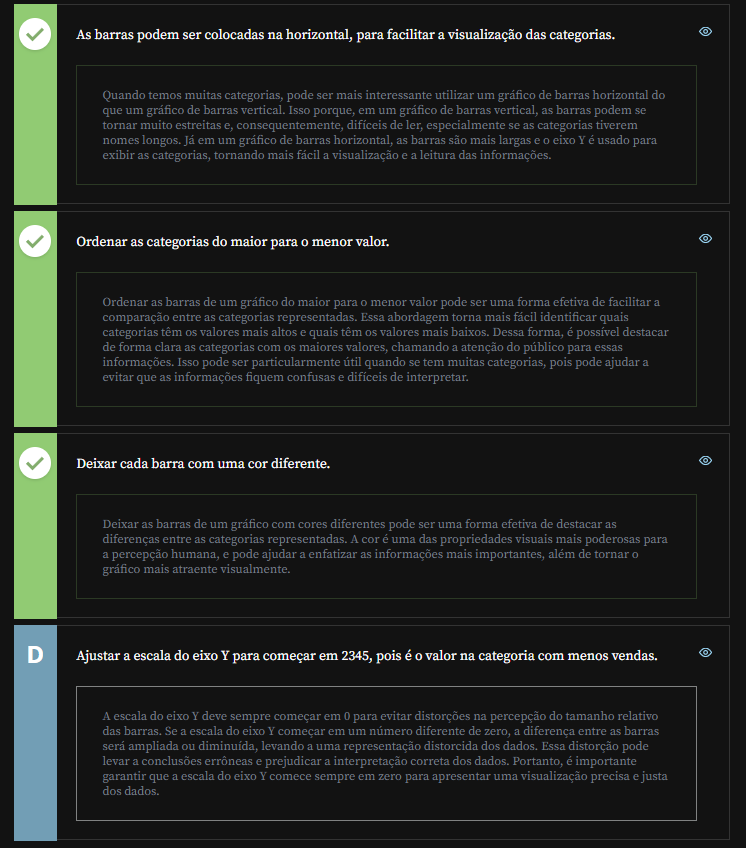 As barras podem ser colocadas na horizontal, para facilitar a visualização das categorias.
Quando temos muitas categorias, pode ser mais interessante utilizar um gráfico de barras horizontal do
que um gráfico de barras vertical. Isso porque, em um gráfico de barras vertical, as barras podem se
tornar muito estreitas e, consequentemente, difíceis de ler, especialmente se as categorias tiverem
nomes longos. Já em um gráfico de barras horizontal, as barras são mais largas e o eixo Y é usado para
exibir as categorias, tornando mais fácil a visualização e a leitura das informações.
Ordenar as categorias do maior para o menor valor.
Ordenar as barras de um gráfico do maior para o menor valor pode ser uma forma efetiva de facilitar a
comparação entre as categorias representadas. Essa abordagem torna mais fácil identificar quais
categorias têm os valores mais altos e quais têm os valores mais baixos. Dessa forma, é possível destacar
de forma clara as categorias com os maiores valores, chamando a atenção do público para essas
informações. Isso pode ser particularmente útil quando se tem muitas categorias, pois pode ajudar a
evitar que as informações fiquem confusas e difíceis de interpretar.
Deixar cada barra com uma cor diferente.
Deixar as barras de um gráfico com cores diferentes pode ser uma forma efetiva de destacar as
diferenças entre as categorias representadas. A cor é uma das propriedades visuais mais poderosas para
a percepção humana, e pode ajudar a enfatizar as informações mais importantes, além de tornar o
gráfico mais atraente visualmente.
D
Ajustar a escala do eixo Y para começar em 2345, pois é o valor na categoria com menos vendas.
A escala do eixo Y deve sempre começar em 0 para evitar distorções na percepção do tamanho relativo
das barras. Se a escala do eixo Y começar em um número diferente de zero, a diferença entre as barras
será ampliada ou diminuída, levando a uma representação distorcida dos dados. Essa distorção pode
levar a conclusões errôneas e prejudicar a interpretação correta dos dados. Portanto, é importante
garantir que a escala do eixo Y comece sempre em zero para apresentar uma visualização precisa e justa
dos dados.